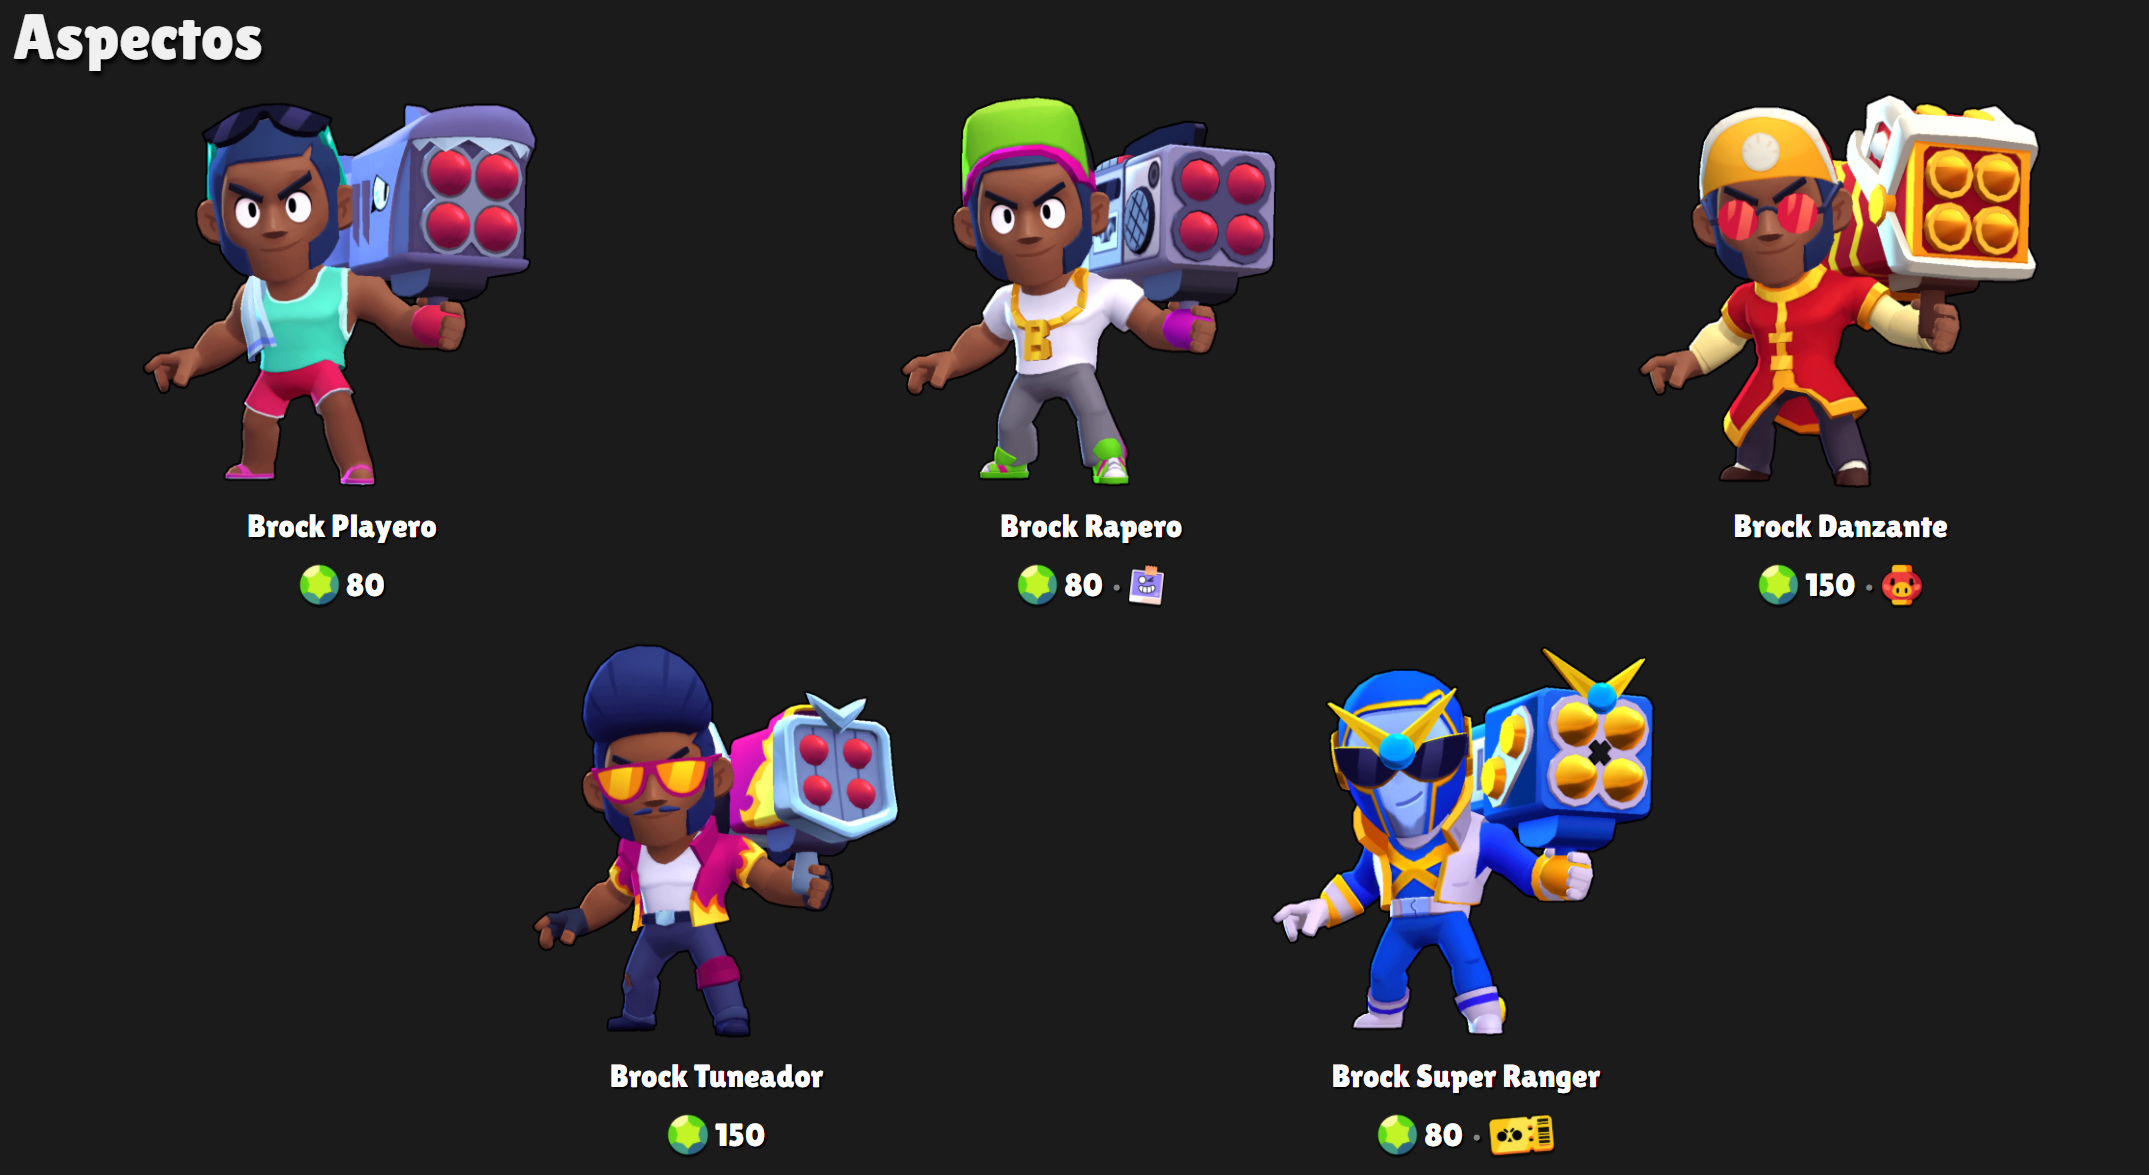 Aspectos
Brock Playero
Brock Rapero
Brock Danzante
80
80
150
B
Brock Tuneador
Brock Super Ranger
150
80